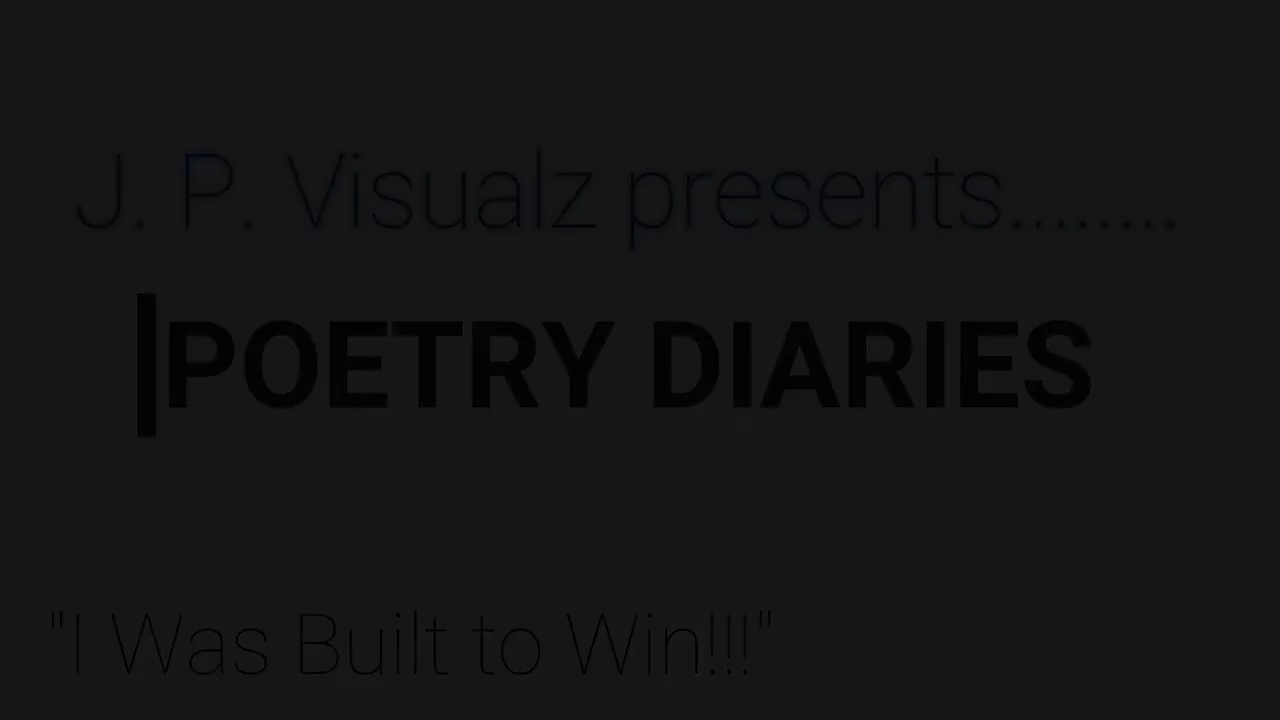 J. P. Visualz presents........
POETRY DIARIES
"I Was Built to Win!!!"